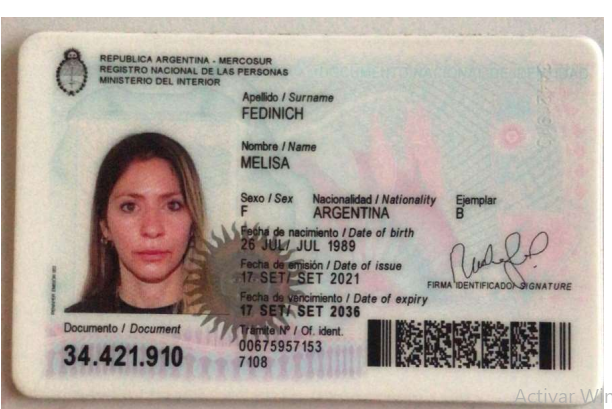 REPUBLICA ARGENTINA - MERCOSUR
REGISTRO NACIONAL DE LAS PERSONAS
MINISTERIO DEL INTERIOR
Apellido / Surname
FEDINICH
Nombre / Name
MELISA
Sexo / Sex Nacionalidad / Nationality Ejemplar
F ARGENTINA B
Fecha de nacimiento / Date of birth
26 JUL/ JUL 1989
Fecha de emisión / Date of issue
17 SET/ SET 2021
FIRMA IDENTIFICADO/ SIGNATURE
Fecha de vencimiento / Date of expiry
17 SET/ SET 2036
Documento / Document
34.421.910
Trámite Nº / Of. ident.
00675957153
7108
Activar Win